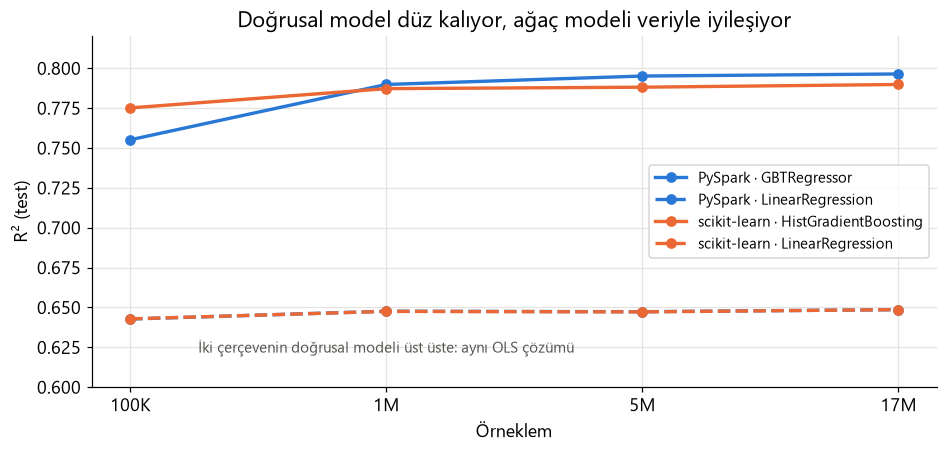 Doğrusal model düz kalıyor, ağaç modeli veriyle iyileşiyor
R² (test)
0.800
0.775
0.750
0.725
0.700
0.675
0.650
0.625
0.600
PySpark · GBTRegressor
PySpark · LinearRegression
scikit-learn · HistGradientBoosting
scikit-learn · LinearRegression
İki çerçevenin doğrusal modeli üst üste: aynı OLS çözümü
100K 1M 5M 17M
Örneklem